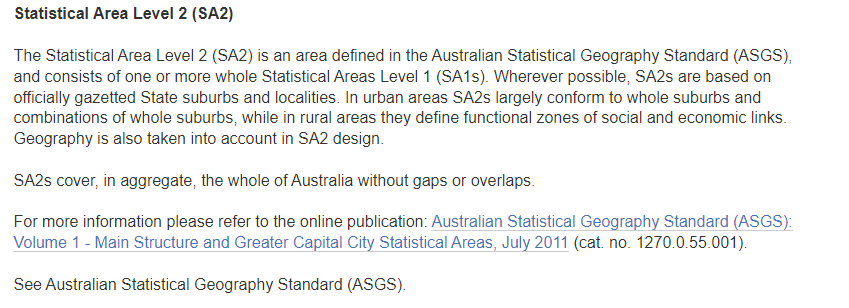 Statistical Area Level 2 (SA2)
The Statistical Area Level 2 (SA2) is an area defined in the Australian Statistical Geography Standard (ASGS),
and consists of one or more whole Statistical Areas Level 1 (SA1s). Wherever possible, SA2s are based on
officially gazetted State suburbs and localities. In urban areas SA2s largely conform to whole suburbs and
combinations of whole suburbs, while in rural areas they define functional zones of social and economic links.
Geography is also taken into account in SA2 design.
SA2s cover, in aggregate, the whole of Australia without gaps or overlaps.
For more information please refer to the online publication: Australian Statistical Geography Standard (ASGS):
Volume 1 - Main Structure and Greater Capital City Statistical Areas, July 2011 (cat. no. 1270.0.55.001).
See Australian Statistical Geography Standard (ASGS).